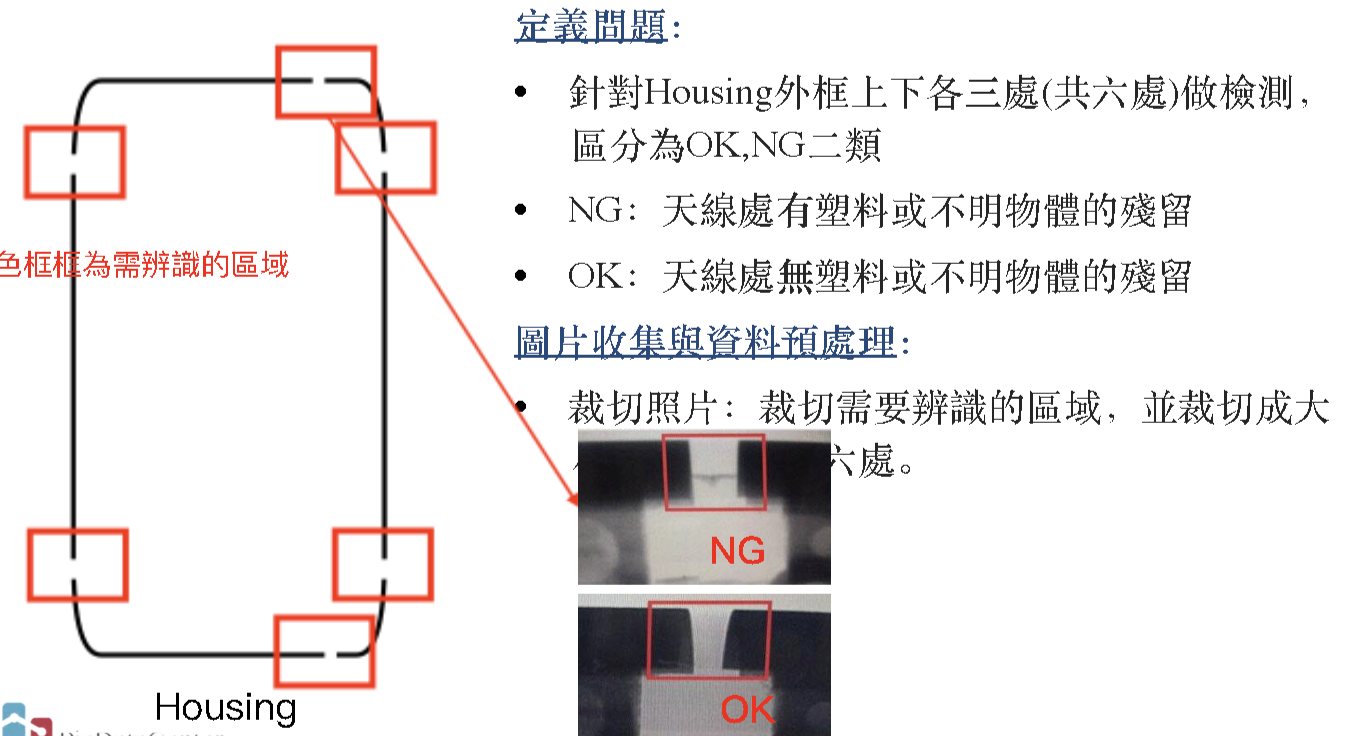 定義問題:
• 針對Housing外框上下各三處(共六處)做檢測,
區分為OK,NG二類
• NG: 天線處有塑料或不明物體的殘留
• OK: 天線處無塑料或不明物體的殘留
圖片收集與資料預處理:
• 裁切照片: 裁切需要辨識的區域, 並裁切成大
六處。
色框框為需辨識的區域
NG
OK
Housing